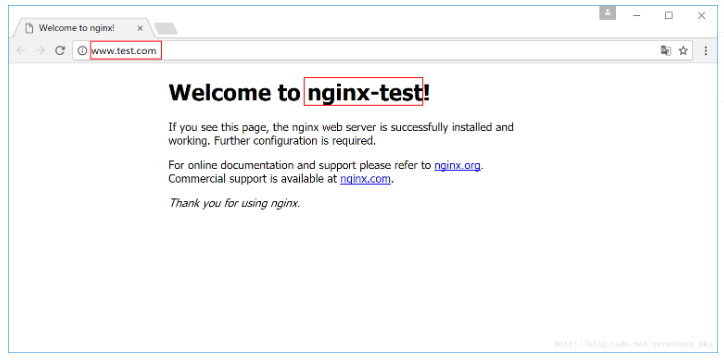 Welcome to nginx!
www.test.com
Welcome to nginx-test!
If you see this page, the nginx web server is successfully installed and
working. Further configuration is required.
For online documentation and support please refer to nginx.org.
Commercial support is available at nginx.com.
Thank you for using nginx.
http://blog.csdn.net/yerenyuan_pku